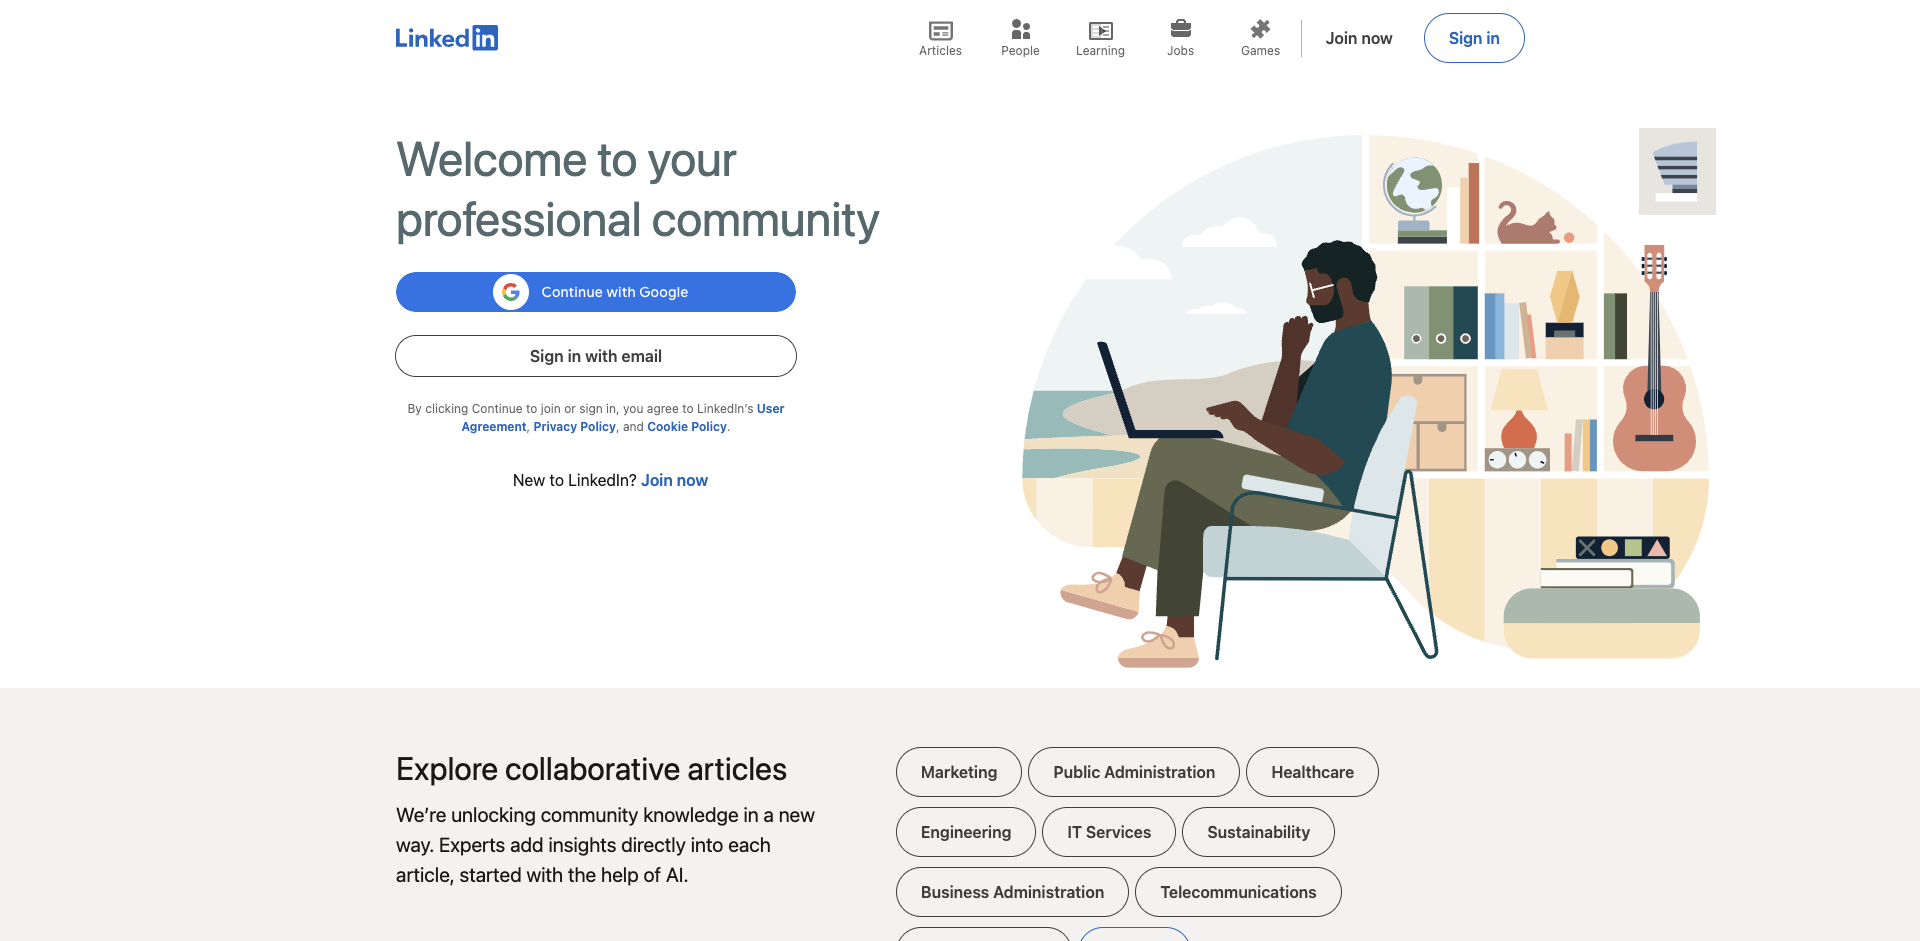 Linked in
Articles
People
Learning
Jobs
Games
Join now
Sign in
Welcome to your
professional community
Continue with Google
Sign in with email
By clicking Continue to join or sign in, you agree to LinkedIn’s User
Agreement, Privacy Policy, and Cookie Policy.
New to LinkedIn? Join now
Explore collaborative articles
We’re unlocking community knowledge in a new
way. Experts add insights directly into each
article, started with the help of AI.
Marketing
Public Administration
Healthcare
Engineering
IT Services
Sustainability
Business Administration
Telecommunications